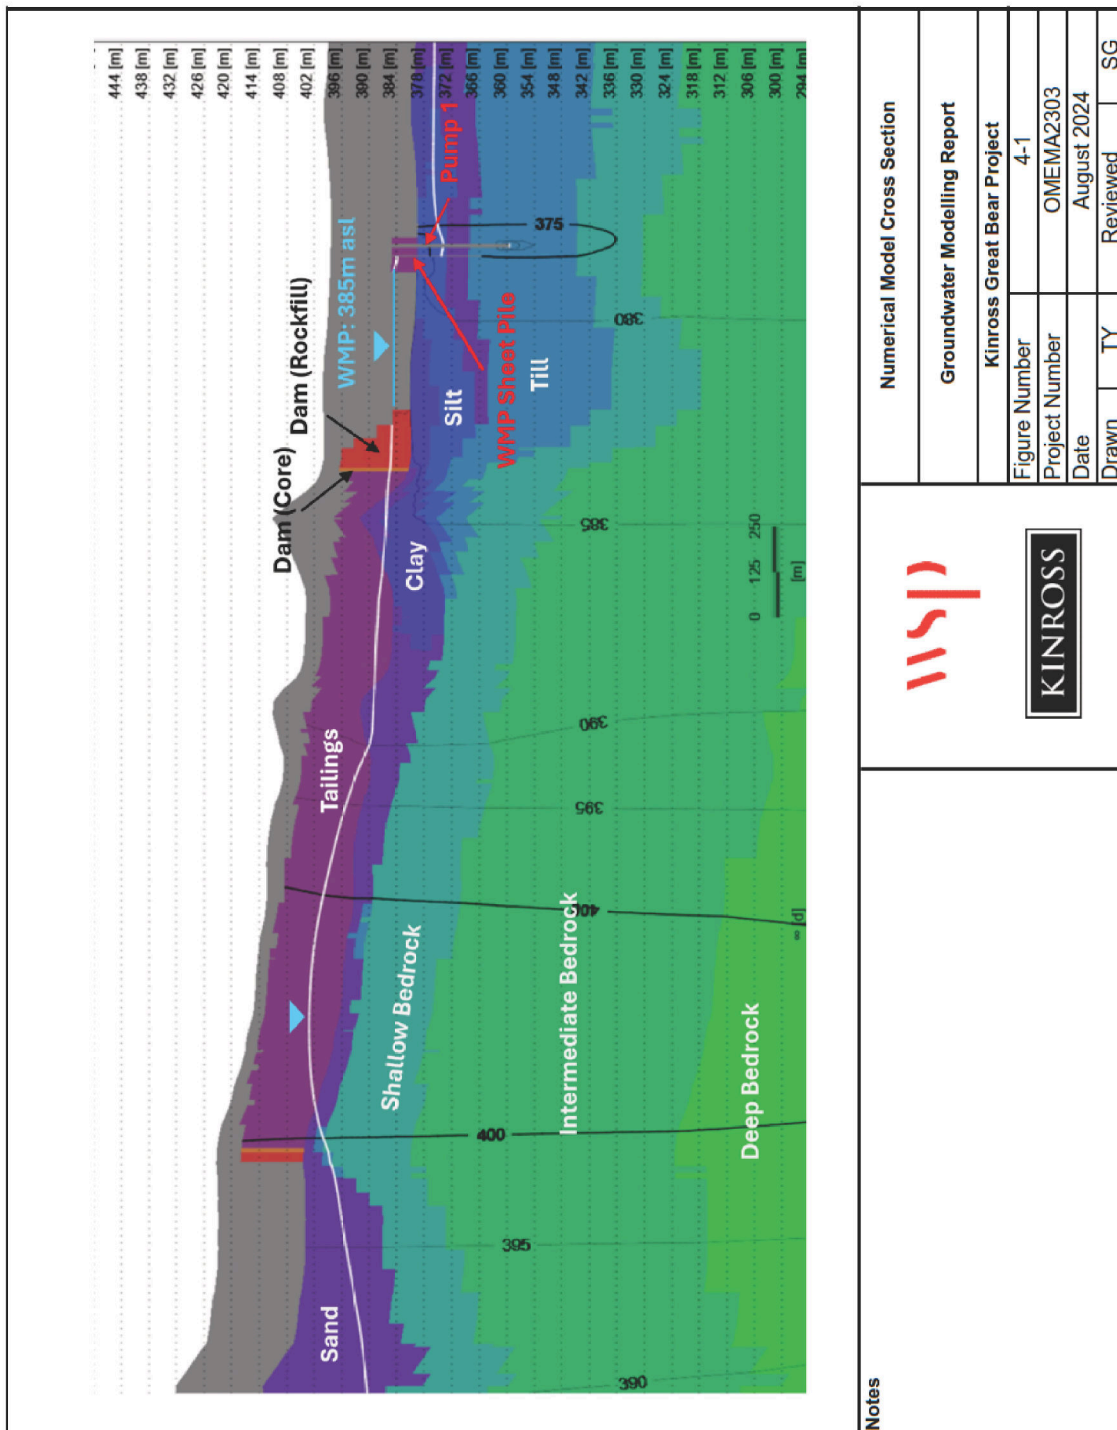 444 [m]
438 [m]
432 [m]
426 [m]
420 [m]
414 [m]
408 [m]
402 [m]
396 [m]
390 [m]
384 [m]
378 [m]
372 [m]
366 [m]
360 [m]
354 [m]
348 [m]
342 [m]
336 [m]
330 [m]
324 [m]
318 [m]
312 [m]
306 [m]
300 [m]
294 [m]
Dam (Core)
Dam (Rockfill)
WMP: 385m asl
Pump 1
WMP Sheet Pile
Tailings
Sand
Clay
Silt
Till
Shallow Bedrock
Intermediate Bedrock
Deep Bedrock
390
395
400
400
395
390
385
380
375
∞ [d]
0 125 250
[m]
Notes
wsp
KINROSS
Numerical Model Cross Section
Groundwater Modelling Report
Kinross Great Bear Project
Figure Number 4-1
Project Number OMEMA2303
Date August 2024
Drawn TY Reviewed SG